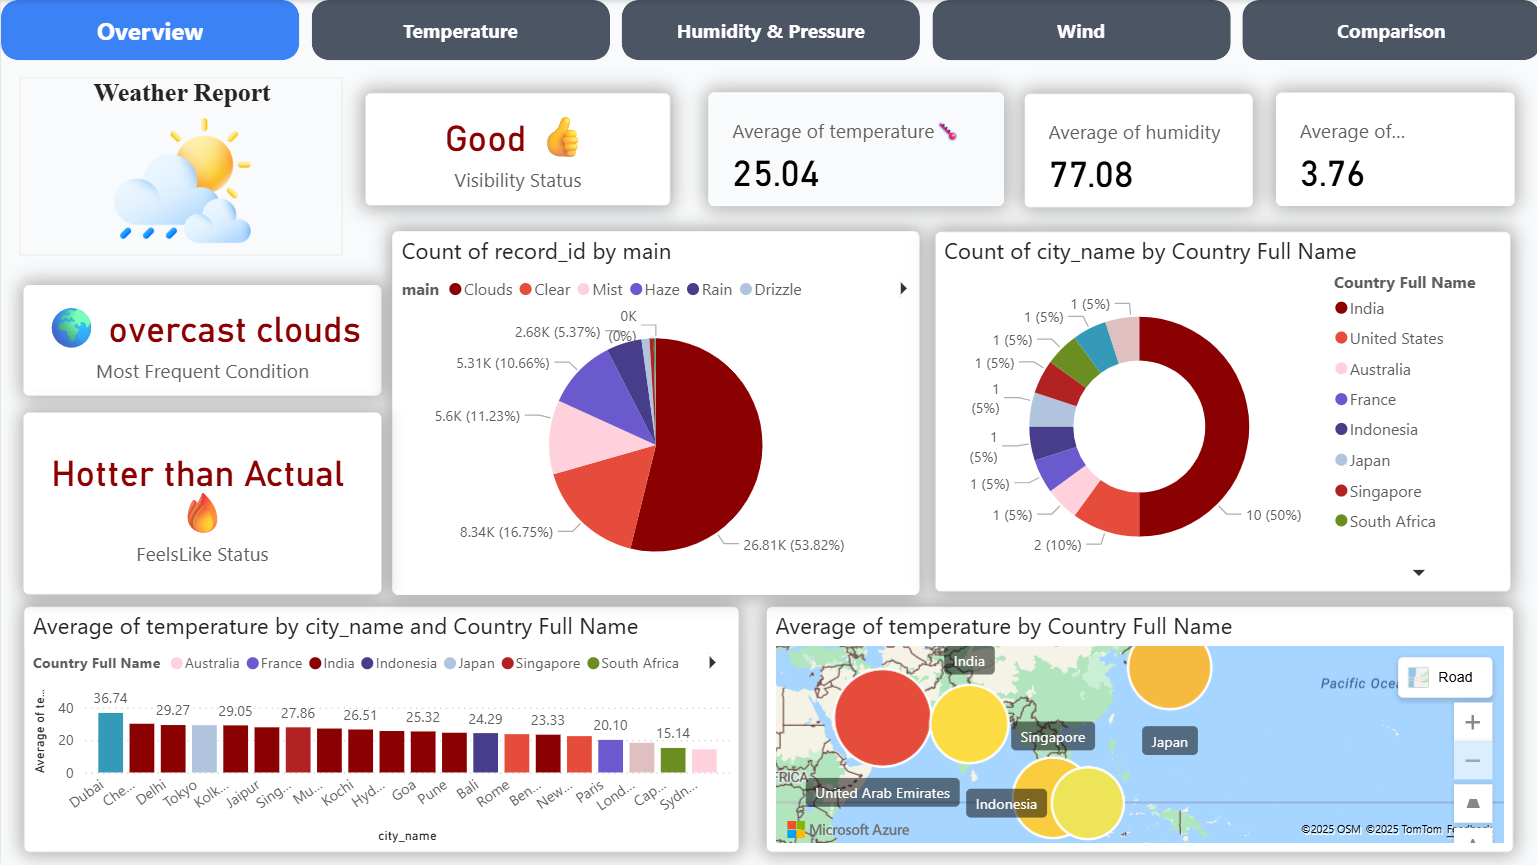 Overview
Temperature
Humidity & Pressure
Wind
Comparison
Weather Report
Good
Visibility Status
Average of temperature
25.04
Average of humidity
77.08
Average of...
3.76
overcast clouds
Most Frequent Condition
Hotter than Actual
FeelsLike Status
Count of record_id by main
main Clouds Clear Mist Haze Rain Drizzle
0K
(0%)
2.68K (5.37%)
5.31K (10.66%)
5.6K (11.23%)
8.34K (16.75%)
26.81K (53.82%)
Count of city_name by Country Full Name
1 (5%)
1 (5%)
1 (5%)
1 (5%)
1
(5%)
1
(5%)
1 (5%)
1 (5%)
2 (10%)
10 (50%)
Country Full Name
India
United States
Australia
France
Indonesia
Japan
Singapore
South Africa
Average of temperature by city_name and Country Full Name
Country Full Name Australia France India Indonesia Japan Singapore South Africa
Average of te...
40
20
0
36.74
29.27
29.05
27.86
26.51
25.32
24.29
23.33
20.10
15.14
Dubai
Che...
Delhi
Tokyo
Kolk...
Jaipur
Sing...
Mu...
Kochi
Hyd...
Goa
Pune
Bali
Rome
Ben...
New...
Paris
Lond...
Cap...
Sydn...
city_name
Average of temperature by Country Full Name
India
Pacific Ocea
Road
Singapore
Japan
RICA
United Arab Emirates
Indonesia
Microsoft Azure
©2025 OSM ©2025 TomTom Feedback